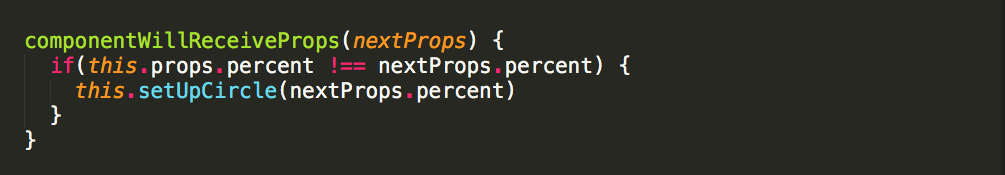 componentWillReceiveProps(nextProps) {
  if(this.props.percent !== nextProps.percent) {
    this.setUpCircle(nextProps.percent)
  }
}